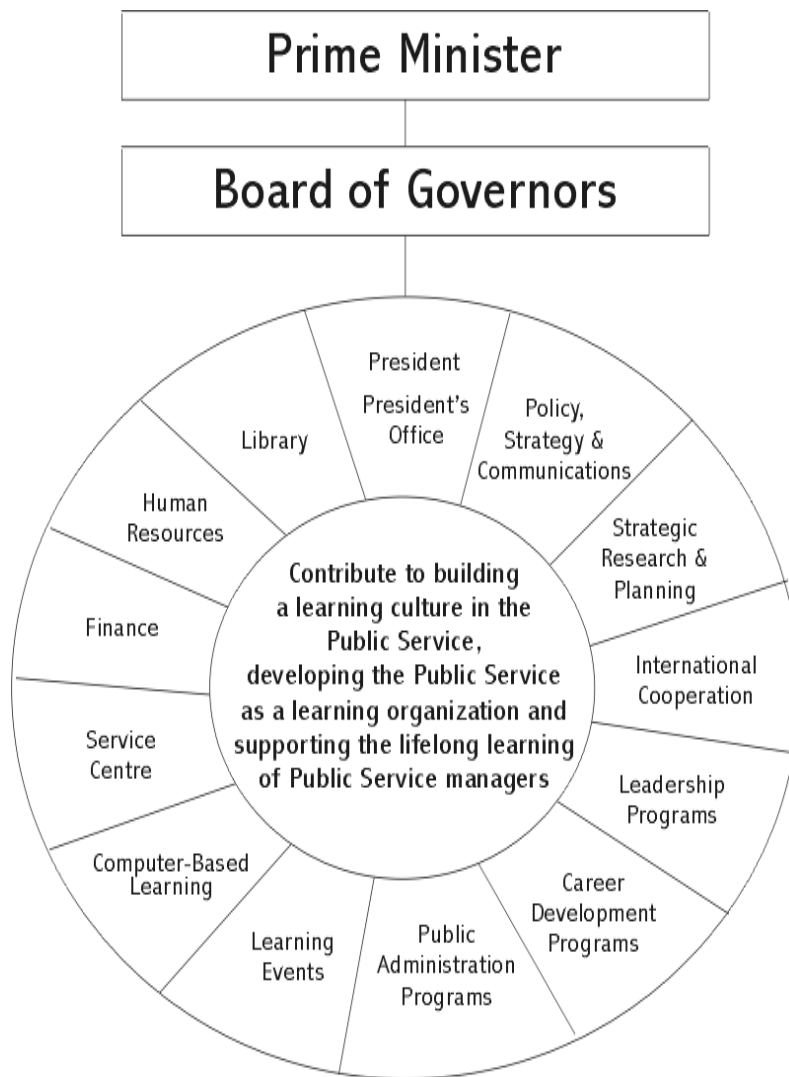 Prime Minister
Board of Governors
President
President's
Office
Policy,
Strategy &
Communications
Strategic
Research &
Planning
International
Cooperation
Leadership
Programs
Career
Development
Programs
Public
Administration
Programs
Learning
Events
Computer-Based
Learning
Service
Centre
Finance
Human
Resources
Library
Contribute to building
a learning culture in the
Public Service,
developing the Public Service
as a learning organization and
supporting the lifelong learning
of Public Service managers